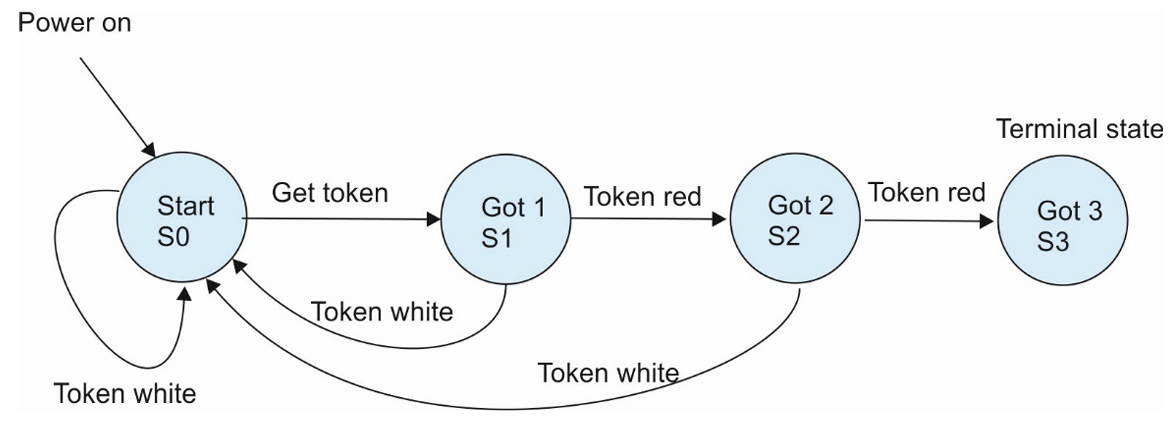 Power on
Terminal state
Start
S0
Get token
Got 1
S1
Token red
Got 2
S2
Token red
Got 3
S3
Token white
Token white
Token white